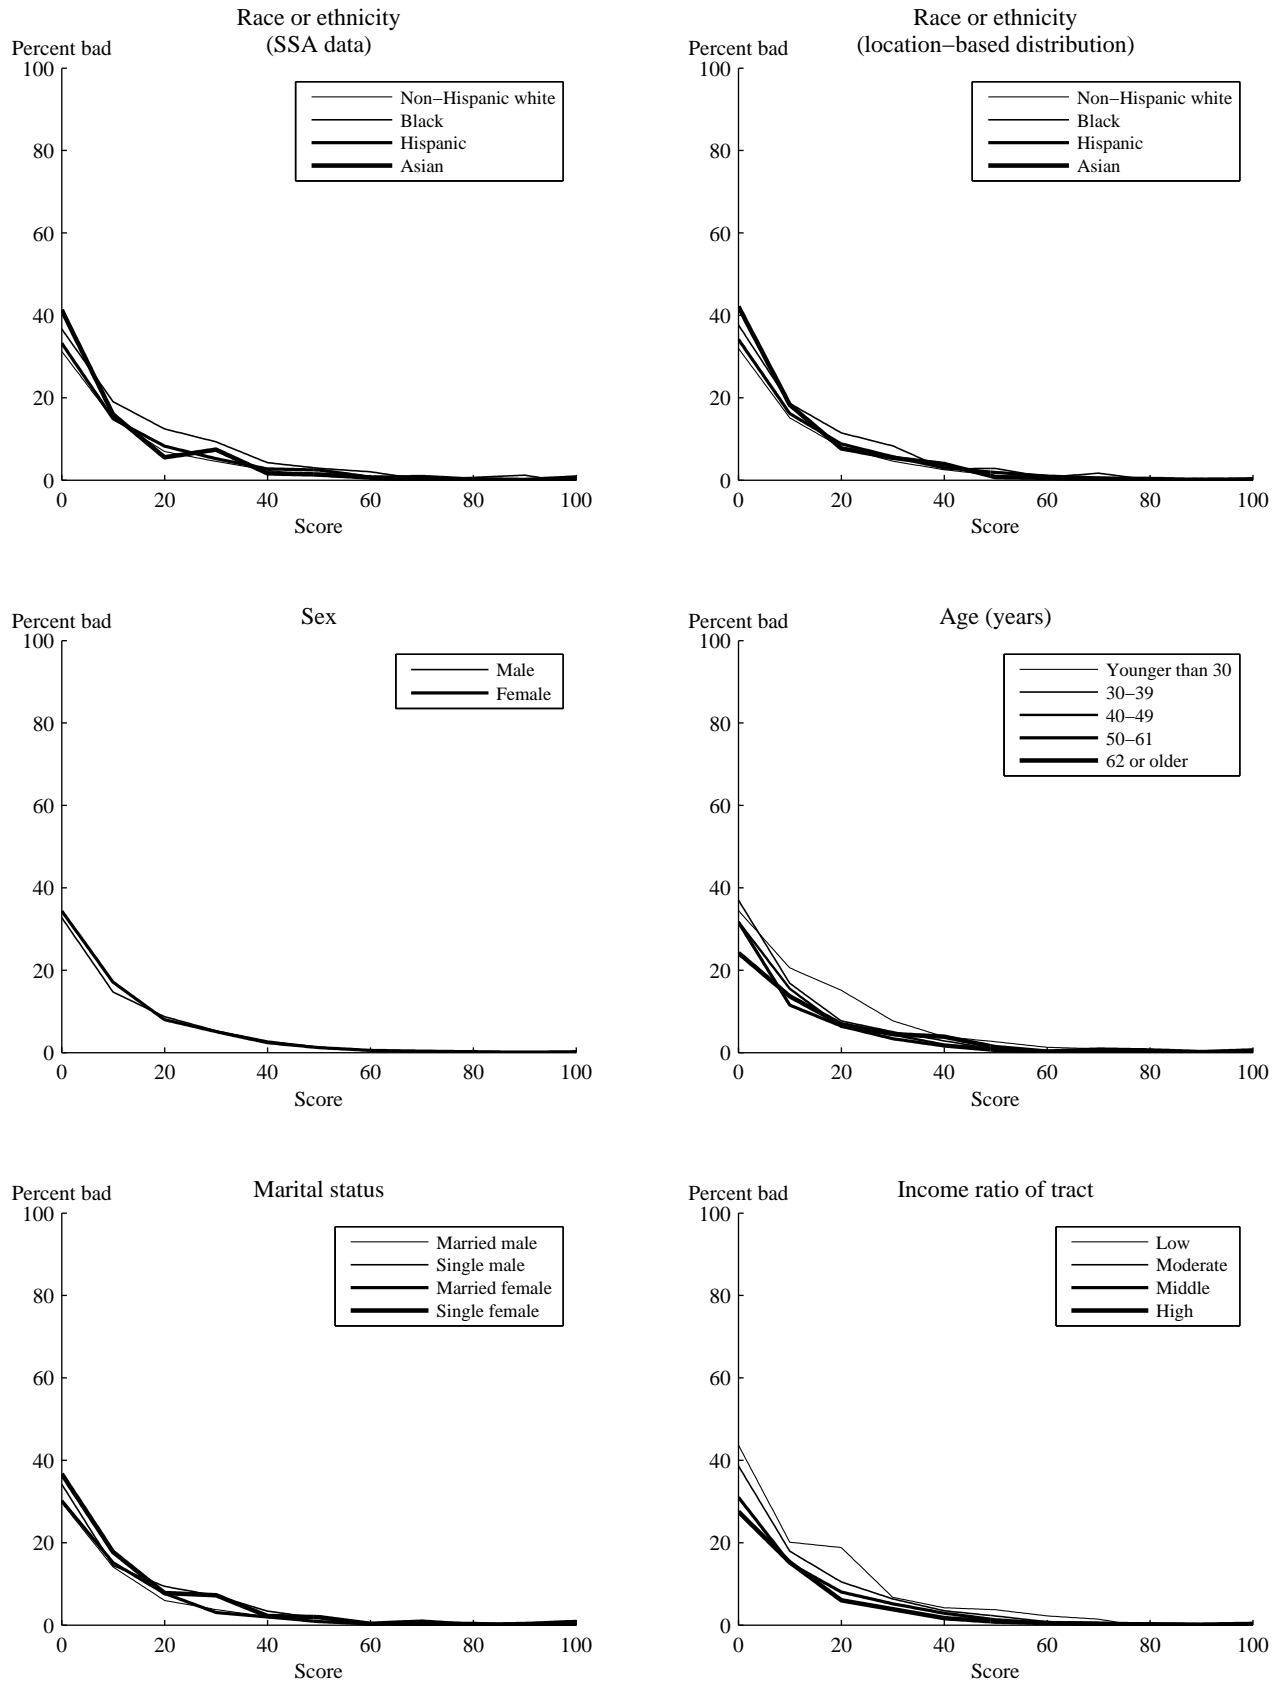 Race or ethnicity
(SSA data)
Percent bad
100
80
60
40
20
0
Non−Hispanic white
Black
Hispanic
Asian
0 20 40 60 80 100
Score
Race or ethnicity
(location−based distribution)
Percent bad
100
80
60
40
20
0
Non−Hispanic white
Black
Hispanic
Asian
0 20 40 60 80 100
Score
Sex
Percent bad
100
80
60
40
20
0
Male
Female
0 20 40 60 80 100
Score
Age (years)
Percent bad
100
80
60
40
20
0
Younger than 30
30−39
40−49
50−61
62 or older
0 20 40 60 80 100
Score
Marital status
Percent bad
100
80
60
40
20
0
Married male
Single male
Married female
Single female
0 20 40 60 80 100
Score
Income ratio of tract
Percent bad
100
80
60
40
20
0
Low
Moderate
Middle
High
0 20 40 60 80 100
Score